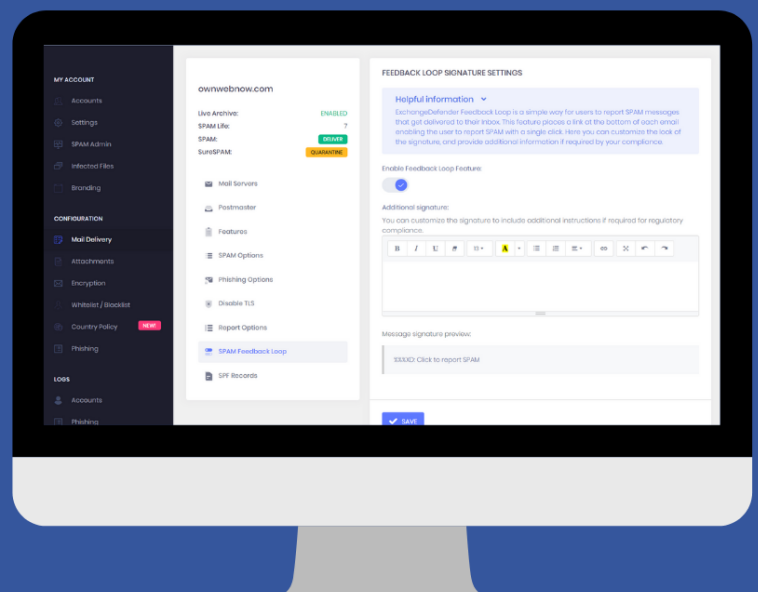 MY ACCOUNT
Accounts
Settings
SPAM Admin
Infected Files
Branding
CONFIGURATION
Mail Delivery
Attachments
Encryption
Whitelist / Blacklist
Country Policy NEW!
Phishing
LOGS
Accounts
Phishing
ownwebnow.com
Live Archive: ENABLED
SPAM Life: 7
SPAM: DELIVER
SureSPAM: QUARANTINE
Mail Servers
Postmaster
Features
SPAM Options
Phishing Options
Disable TLS
Report Options
SPAM Feedback Loop
SPF Records
FEEDBACK LOOP SIGNATURE SETTINGS
Helpful information
ExchangeDefender Feedback Loop is a simple way for users to report SPAM messages
that get delivered to their inbox. This feature places a link at the bottom of each email
enabling the user to report SPAM with a single click. Here you can customize the look of
the signature, and provide additional information if required by your compliance.
Enable Feedback Loop Feature:
Additional signature:
You can customize the signature to include additional instructions if required for regulatory
compliance.
B I U A
Message signature preview:
XXXXD: Click to report SPAM
SAVE